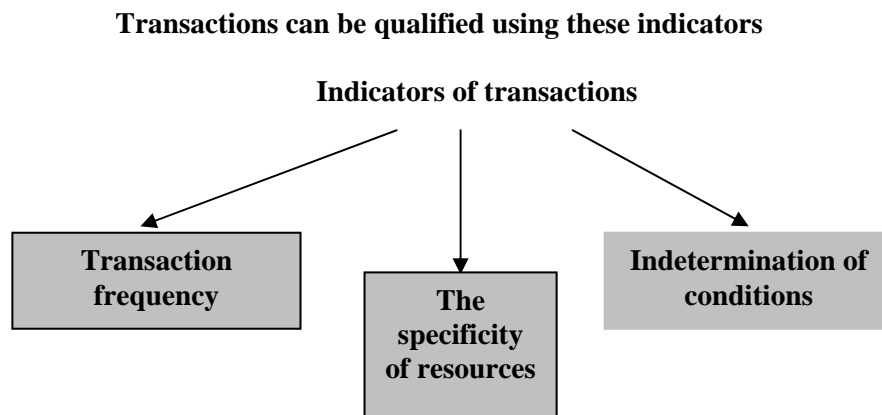 Transactions can be qualified using these indicators
Indicators of transactions
Transaction
frequency
The
specificity
of resources
Indetermination of
conditions